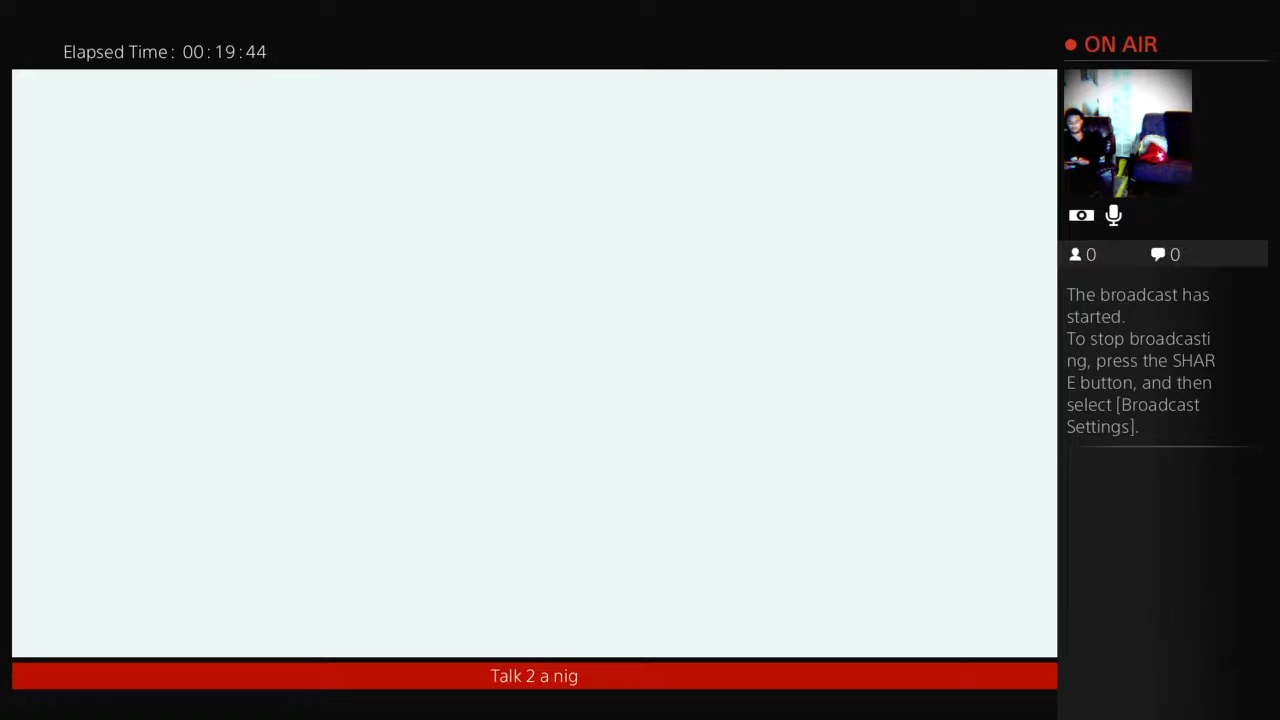 Elapsed Time: 00:19:44
ON AIR
0 0
The broadcast has
started.
To stop broadcasti
ng, press the SHAR
E button, and then
select [Broadcast
Settings].
Talk 2 a nig